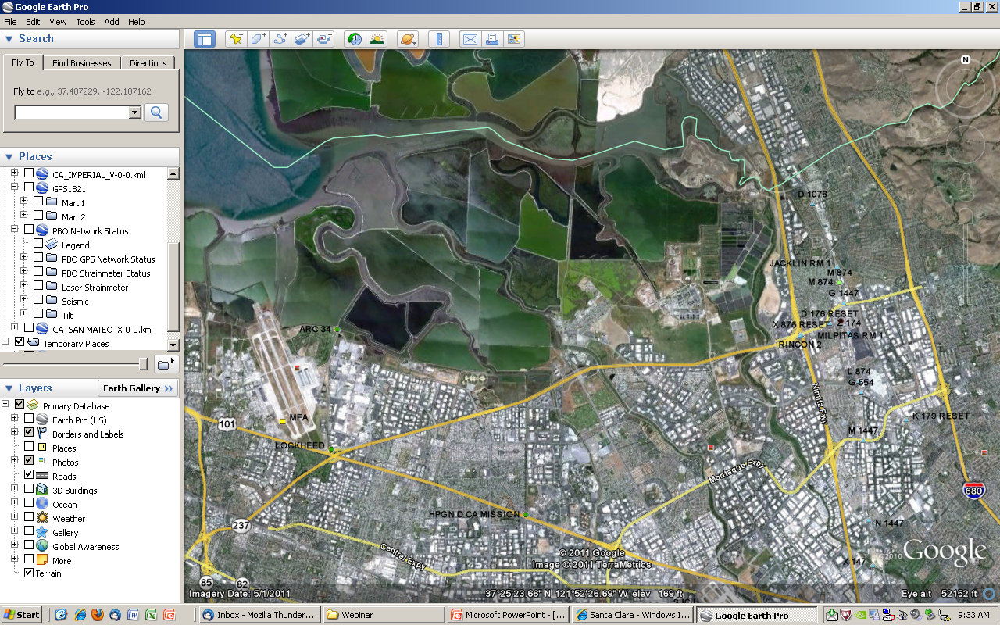 Google Earth Pro
File Edit View Tools Add Help
Search
Fly To Find Businesses Directions
Fly to e.g., 37.407229, -122.107162
Places
CA_IMPERIAL_V-0-0.kml
GPS1821
Marti1
Marti2
PBO Network Status
Legend
PBO GPS Network Status
PBO Strainmeter Status
Laser Strainmeter
Seismic
Tilt
CA_SAN MATEO_X-0-0.kml
Temporary Places
Layers Earth Gallery »
Primary Database
Earth Pro (US)
Borders and Labels
Places
Photos
Roads
3D Buildings
Ocean
Weather
Gallery
Global Awareness
More
Terrain
N
D 1076
JACKLIN RM 1
M 874
M 874
G 1447
D 176 RESET
X 876 RESET
Z 174
MILPITAS RM 1
RINCON 2
ARC 34
L 874
G 554
Nimitz Fwy
K 179 RESET
MFA
101
M 1447
LOCKHEED
Montague Expy
680
HPGN D CA MISSION
237
N 1447
Central Expy
X 147
85
82
© 2011 Google
Image © 2011 TerraMetrics
©2010 Google
Imagery Date: 5/1/2011 37°25'23.66" N 121°52'26.69" W elev 169 ft Eye alt 52152 ft
Start Inbox - Mozilla Thunder... Webinar Microsoft PowerPoint - [... Santa Clara - Windows I... Google Earth Pro 9:33 AM